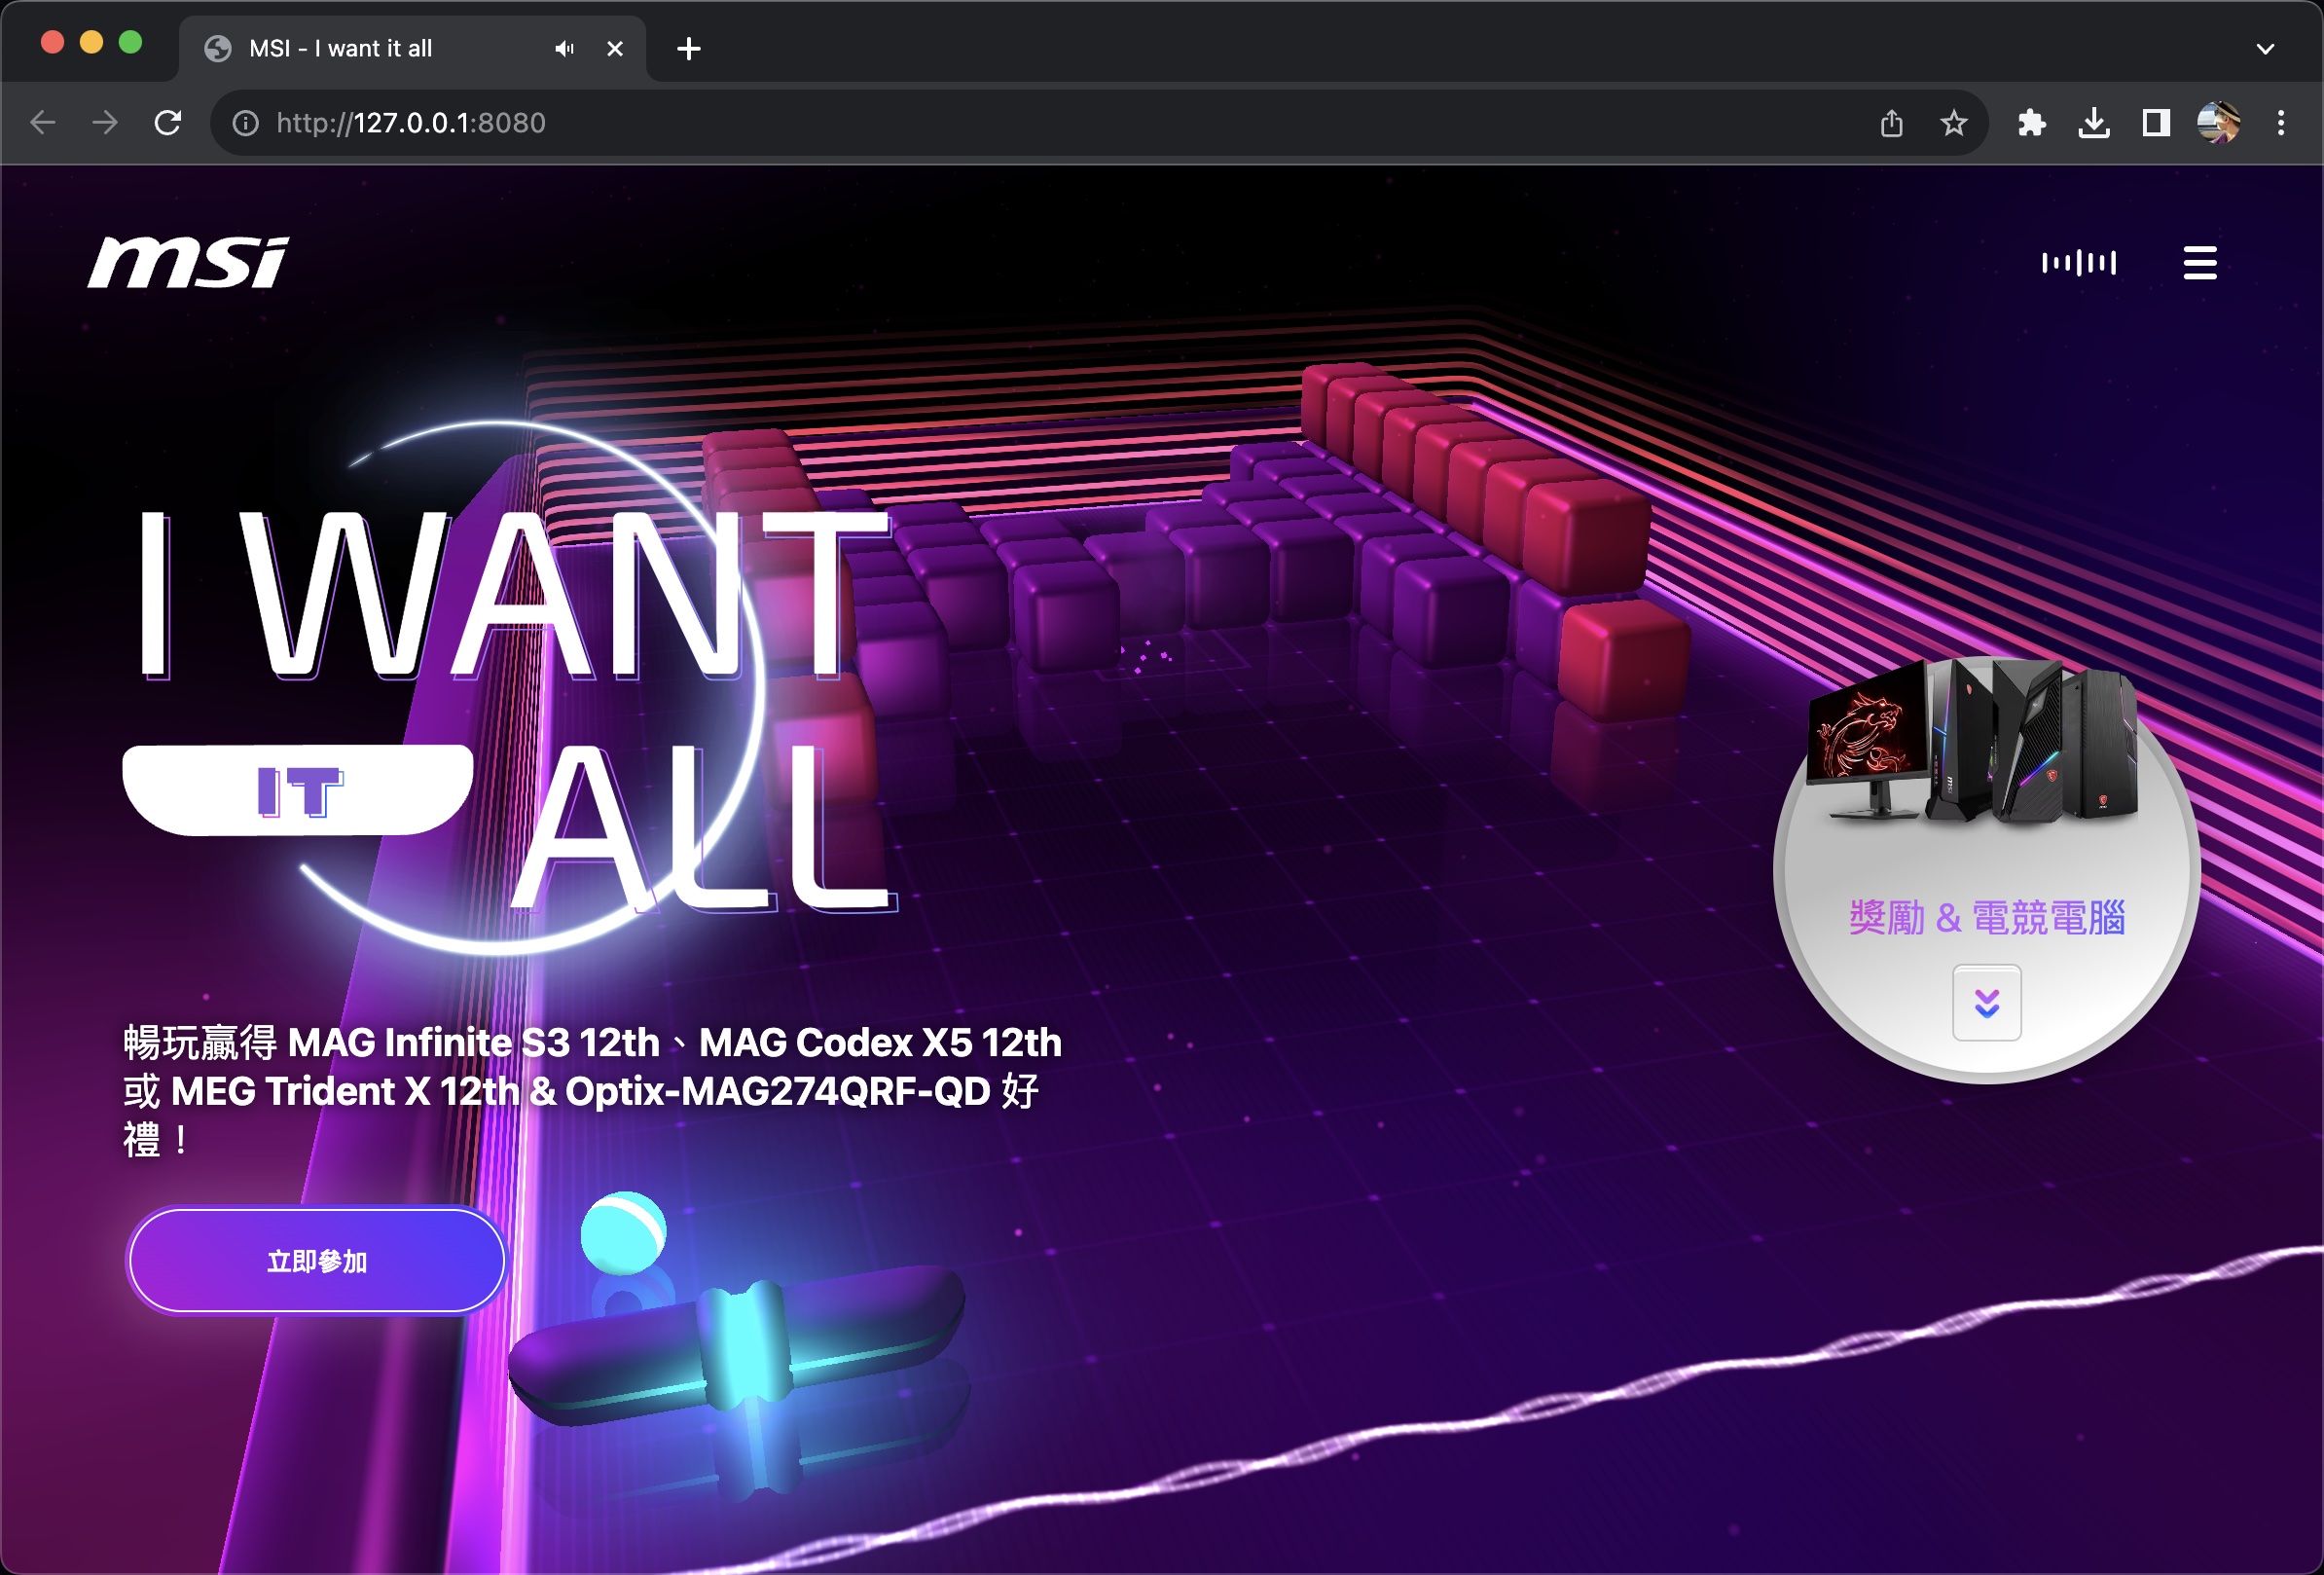 MSI - I want it all
http://127.0.0.1:8080
msi
I WANT
IT ALL
暢玩贏得 MAG Infinite S3 12th、MAG Codex X5 12th
或 MEG Trident X 12th & Optix-MAG274QRF-QD 好
禮！
立即參加
獎勵 & 電競電腦